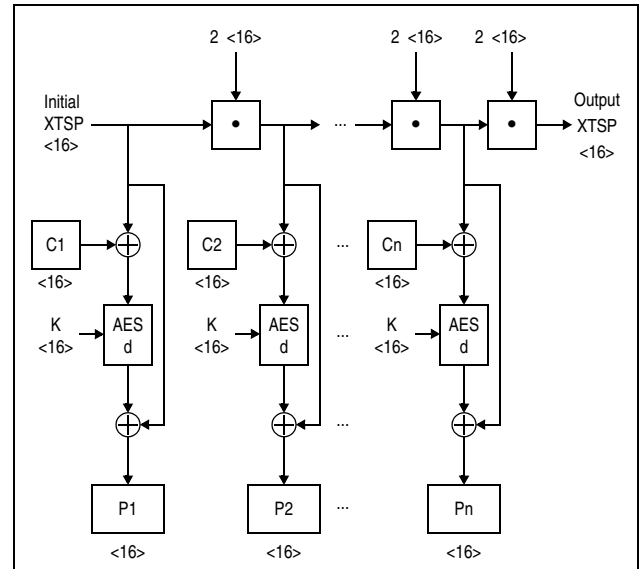 2 <16> 2 <16> 2 <16>
Initial
XTSP
<16>
• ... • •
Output
XTSP
<16>
C1 C2 ... Cn
<16> <16> <16>
K
<16>
AES
d
K
<16>
AES
d
...
K
<16>
AES
d
...
P1 P2 ... Pn
<16> <16> <16>